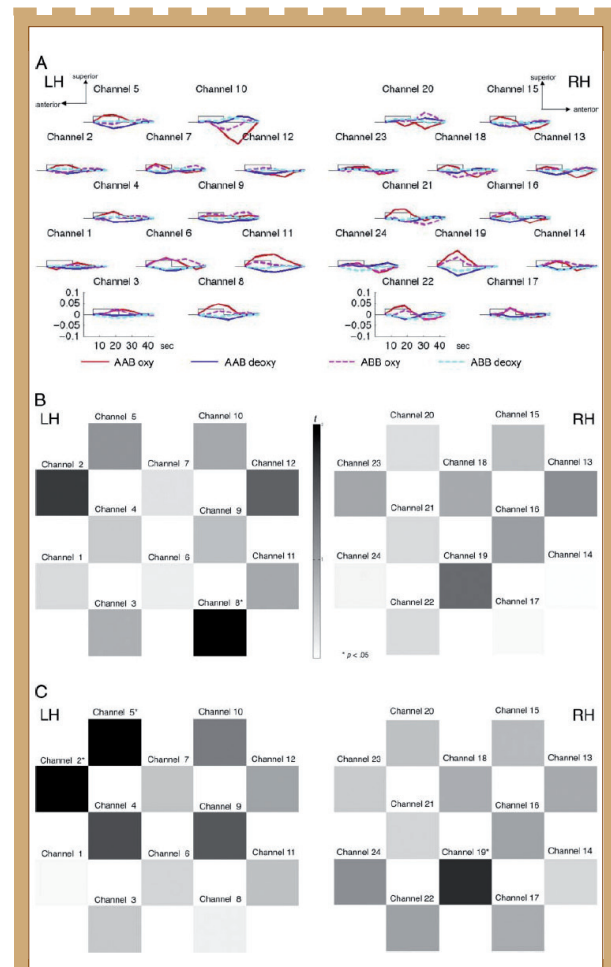 A
LH
superior
anterior
Channel 5
Channel 10
Channel 20
Channel 15
superior
RH
anterior
Channel 2
Channel 7
Channel 12
Channel 23
Channel 18
Channel 13
Channel 4
Channel 9
Channel 21
Channel 16
Channel 1
Channel 6
Channel 11
Channel 24
Channel 19
Channel 14
Channel 3
Channel 8
Channel 22
Channel 17
0.1
0.05
0
−0.05
−0.1
10 20 30 40 sec
0.1
0.05
0
−0.05
−0.1
10 20 30 40 sec
AAB oxy AAB deoxy ABB oxy ABB deoxy
B
LH
RH
t
Channel 5
Channel 10
Channel 20
Channel 15
Channel 2
Channel 7
Channel 12
Channel 23
Channel 18
Channel 13
Channel 4
Channel 9
Channel 21
Channel 16
Channel 1
Channel 6
Channel 11
Channel 24
Channel 19
Channel 14
Channel 3
Channel 8*
Channel 22
Channel 17
* p < .05
C
LH
RH
Channel 5*
Channel 10
Channel 20
Channel 15
Channel 2*
Channel 7
Channel 12
Channel 23
Channel 18
Channel 13
Channel 4
Channel 9
Channel 21
Channel 16
Channel 1
Channel 6
Channel 11
Channel 24
Channel 19*
Channel 14
Channel 3
Channel 8
Channel 22
Channel 17